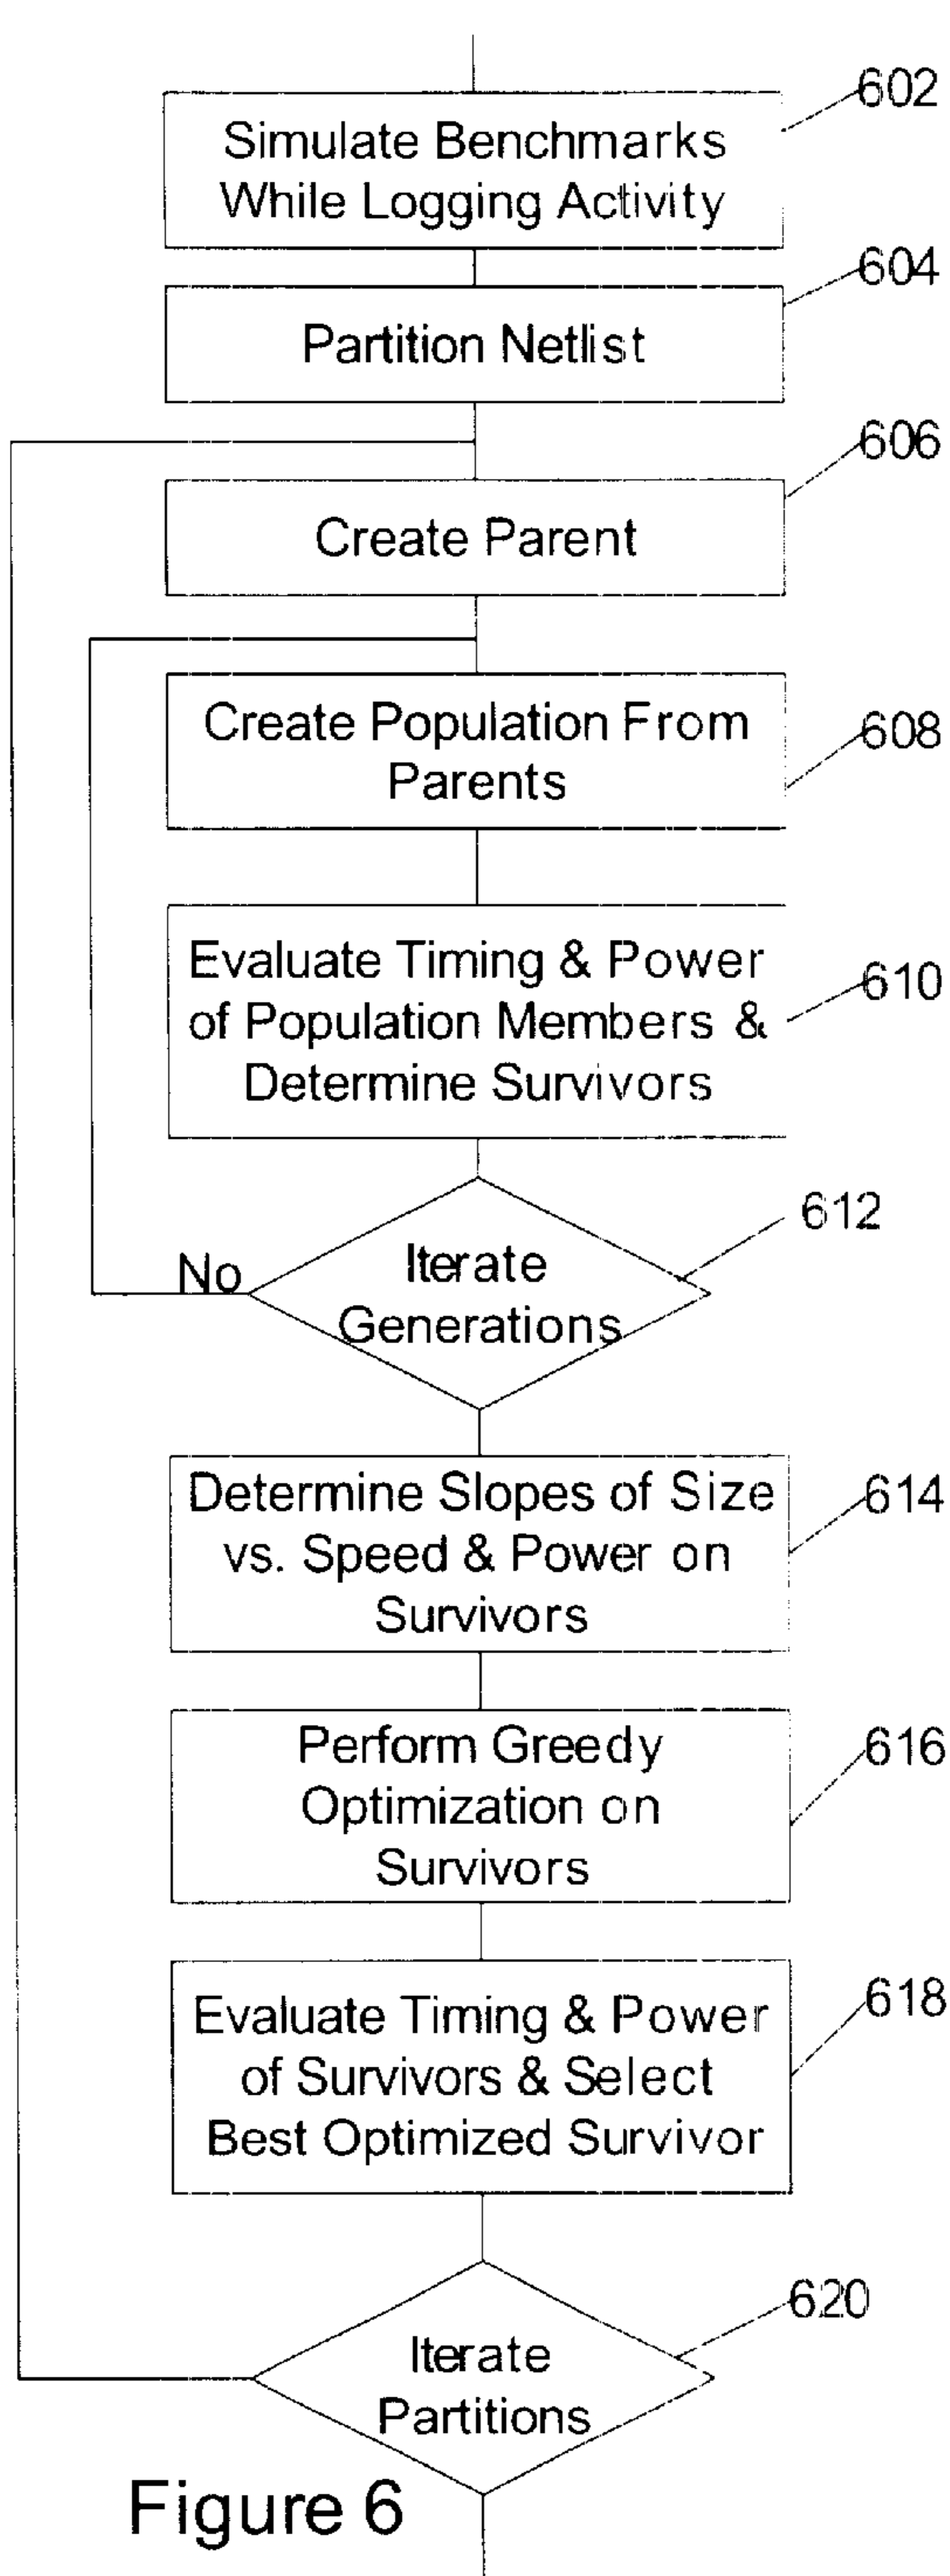 602
Simulate Benchmarks
While Logging Activity
604
Partition Netlist
606
Create Parent
608
Create Population From
Parents
610
Evaluate Timing & Power
of Population Members &
Determine Survivors
612
No
Iterate
Generations
614
Determine Slopes of Size
vs. Speed & Power on
Survivors
616
Perform Greedy
Optimization on
Survivors
618
Evaluate Timing & Power
of Survivors & Select
Best Optimized Survivor
620
Iterate
Partitions
Figure 6